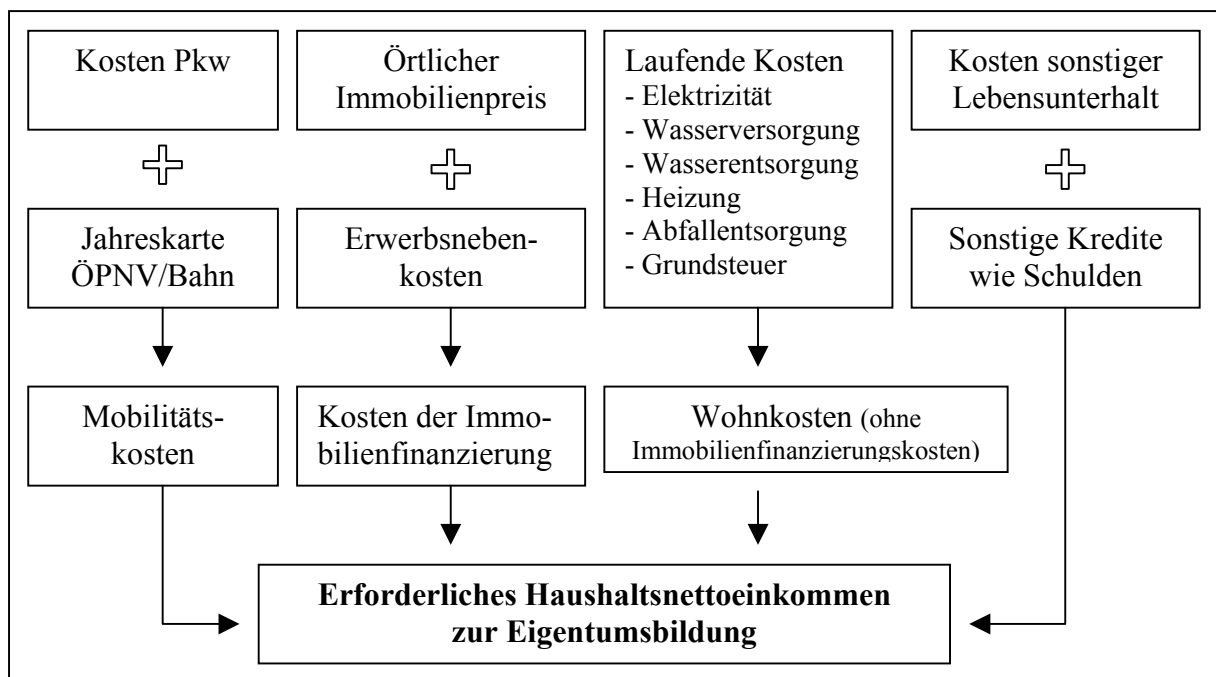 Kosten Pkw
Örtlicher
Immobilienpreis
Laufende Kosten
- Elektrizität
- Wasserversorgung
- Wasserentsorgung
- Heizung
- Abfallentsorgung
- Grundsteuer
Kosten sonstiger
Lebensunterhalt
Jahreskarte
ÖPNV/Bahn
Erwerbsneben-
kosten
Sonstige Kredite
wie Schulden
Mobilitäts-
kosten
Kosten der Immo-
bilienfinanzierung
Wohnkosten (ohne
Immobilienfinanzierungskosten)
Erforderliches Haushaltsnettoeinkommen
zur Eigentumsbildung